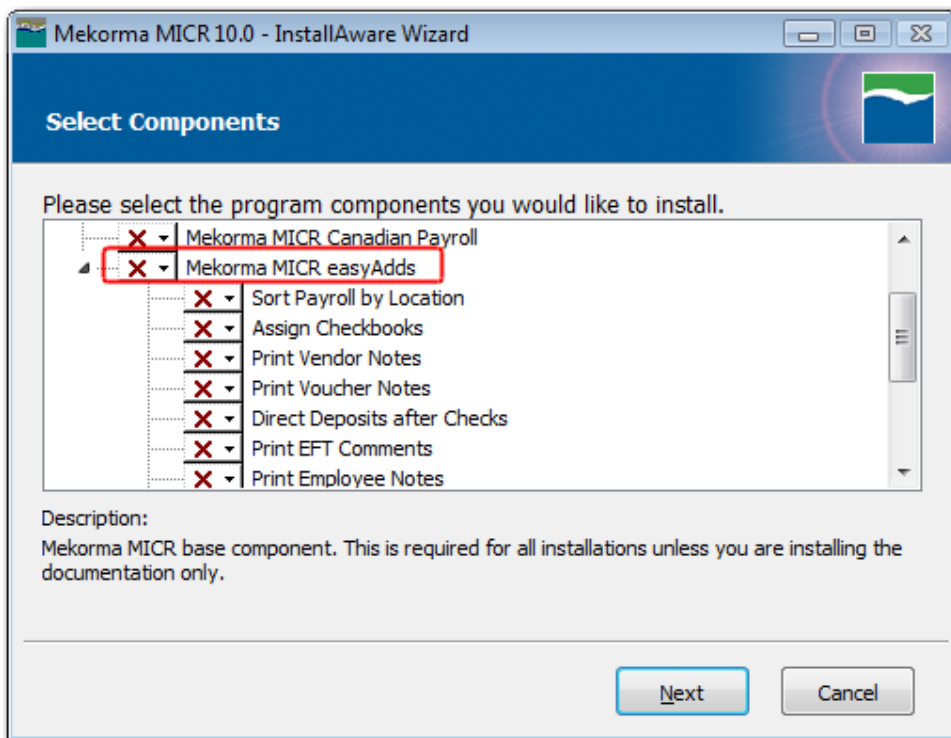 Mekorma MICR 10.0 - InstallAware Wizard
Select Components
Please select the program components you would like to install.
Mekorma MICR Canadian Payroll
Mekorma MICR easyAdds
Sort Payroll by Location
Assign Checkbooks
Print Vendor Notes
Print Voucher Notes
Direct Deposits after Checks
Print EFT Comments
Print Employee Notes
Description:
Mekorma MICR base component. This is required for all installations unless you are installing the
documentation only.
Next
Cancel